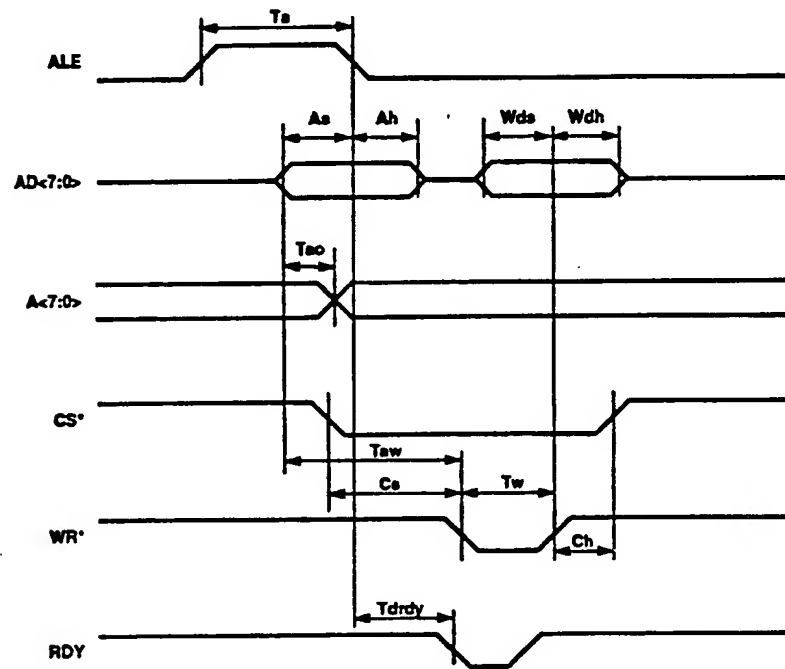 Ta
ALE
As Ah Wds Wdh
AD<7:0>
Tao
A<7:0>
CS*
Taw
Cs Tw
WR*
Ch
Tdrdy
RDY